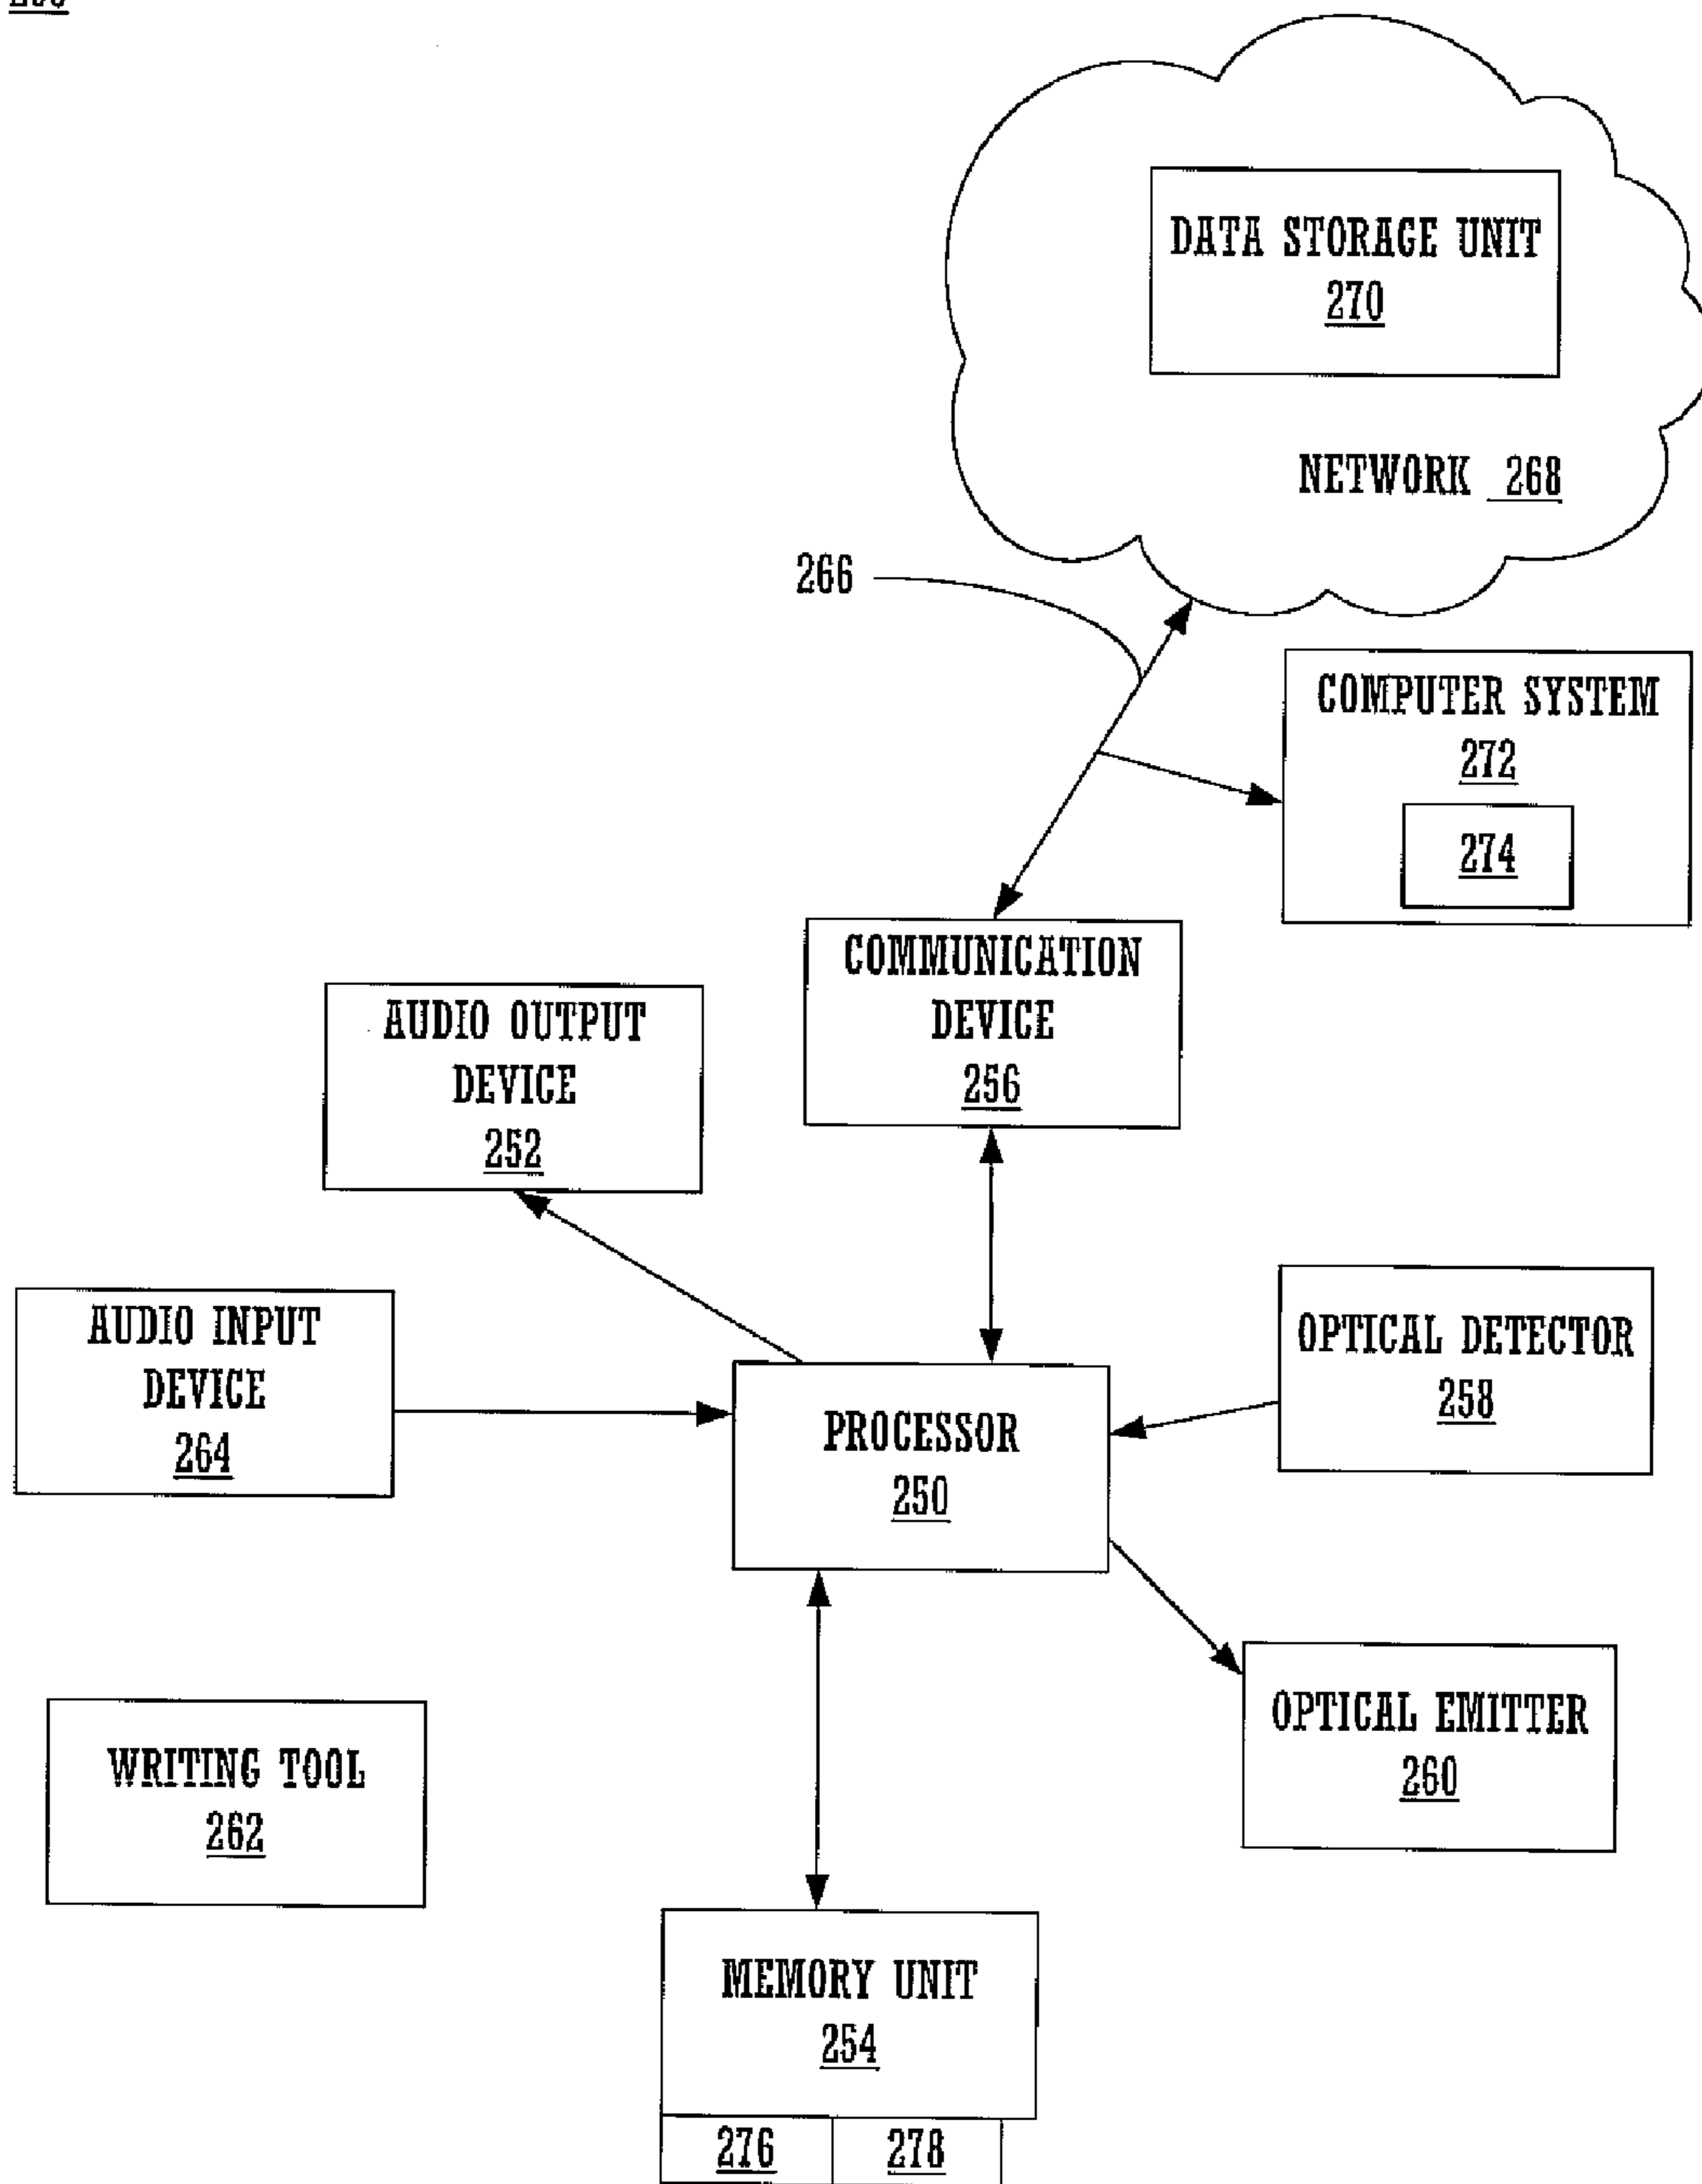 DATA STORAGE UNIT
270
NETWORK 268
266
COMPUTER SYSTEM
272
274
COMMUNICATION
DEVICE
256
AUDIO OUTPUT
DEVICE
252
AUDIO INPUT
DEVICE
264
OPTICAL DETECTOR
258
PROCESSOR
250
OPTICAL EMITTER
260
WRITING TOOL
262
MEMORY UNIT
254
276 278